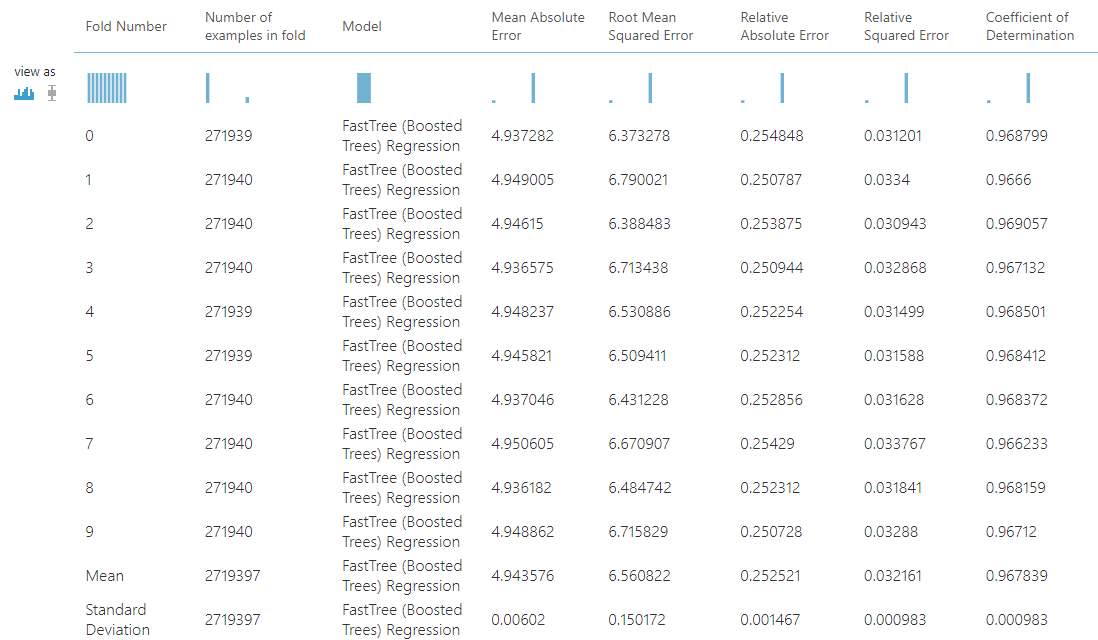 Fold Number Number of examples in fold Model Mean Absolute Error Root Mean Squared Error Relative Absolute Error Relative Squared Error Coefficient of Determination
view as
0 271939 FastTree (Boosted Trees) Regression 4.937282 6.373278 0.254848 0.031201 0.968799
1 271940 FastTree (Boosted Trees) Regression 4.949005 6.790021 0.250787 0.0334 0.9666
2 271940 FastTree (Boosted Trees) Regression 4.94615 6.388483 0.253875 0.030943 0.969057
3 271940 FastTree (Boosted Trees) Regression 4.936575 6.713438 0.250944 0.032868 0.967132
4 271939 FastTree (Boosted Trees) Regression 4.948237 6.530886 0.252254 0.031499 0.968501
5 271939 FastTree (Boosted Trees) Regression 4.945821 6.509411 0.252312 0.031588 0.968412
6 271940 FastTree (Boosted Trees) Regression 4.937046 6.431228 0.252856 0.031628 0.968372
7 271940 FastTree (Boosted Trees) Regression 4.950605 6.670907 0.25429 0.033767 0.966233
8 271940 FastTree (Boosted Trees) Regression 4.936182 6.484742 0.252312 0.031841 0.968159
9 271940 FastTree (Boosted Trees) Regression 4.948862 6.715829 0.250728 0.03288 0.96712
Mean 2719397 FastTree (Boosted Trees) Regression 4.943576 6.560822 0.252521 0.032161 0.967839
Standard Deviation 2719397 FastTree (Boosted Trees) Regression 0.00602 0.150172 0.001467 0.000983 0.000983